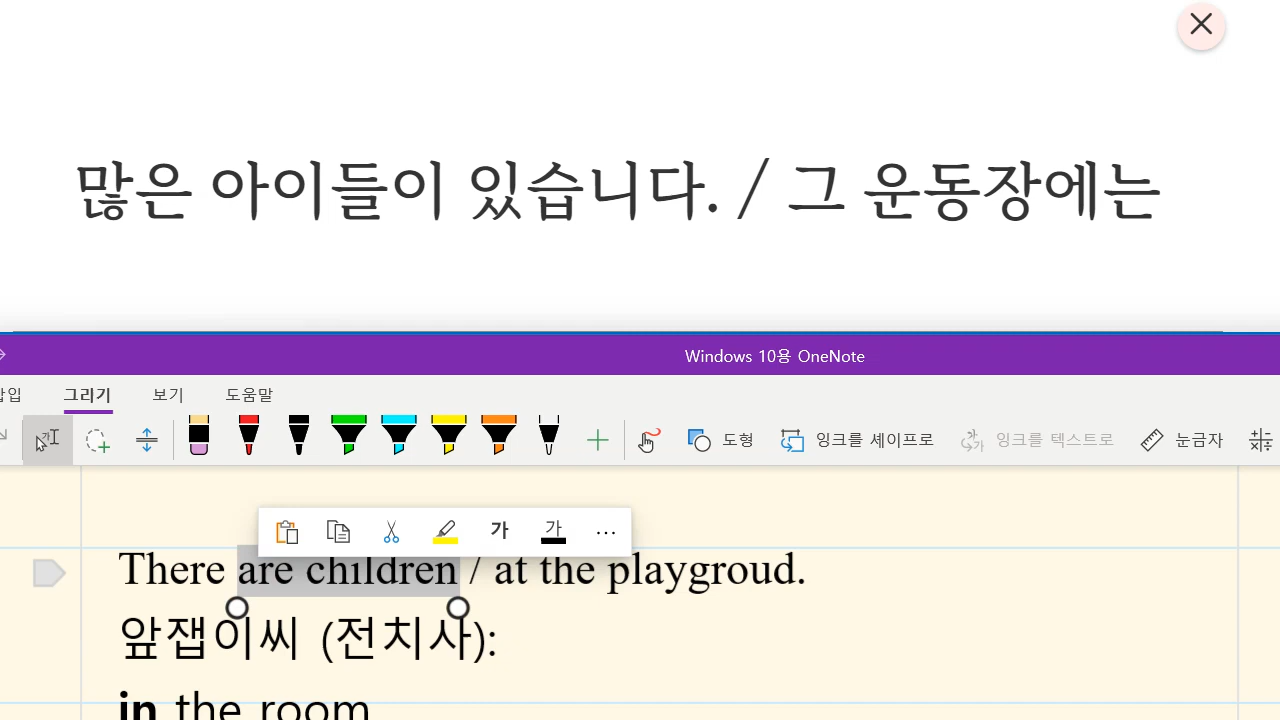 많은 아이들이 있습니다. / 그 운동장에는
Windows 10용 OneNote
그리기 보기 도움말
도형 잉크를 셰이프로 잉크를 텍스트로 눈금자
가 가 ...
There are children / at the playgroud.
앞잽이씨 (전치사):
in the room